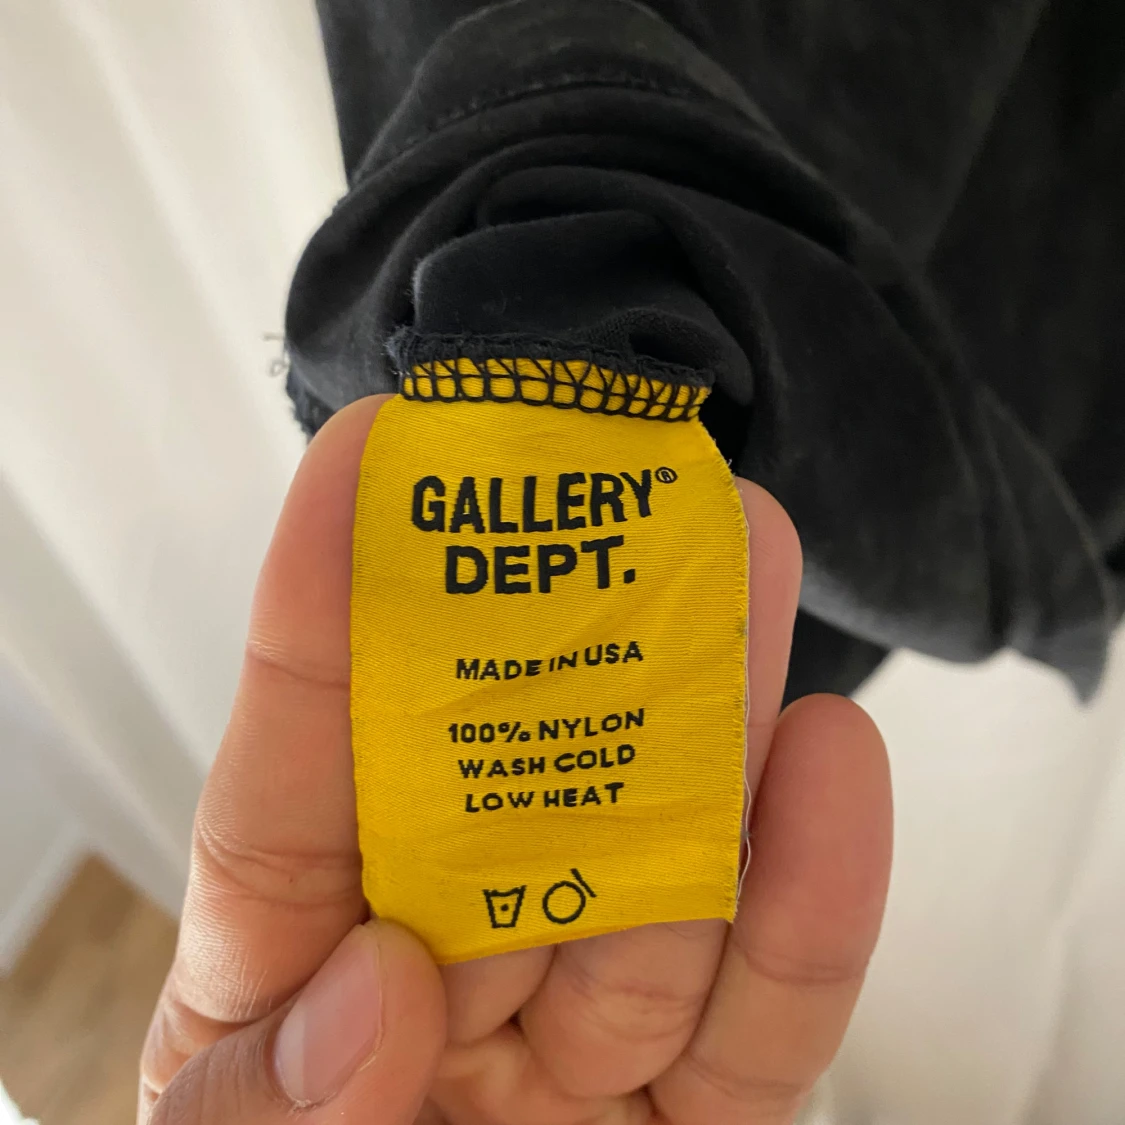 GALLERY®
DEPT.
MADE IN USA
100% NYLON
WASH COLD
LOW HEAT